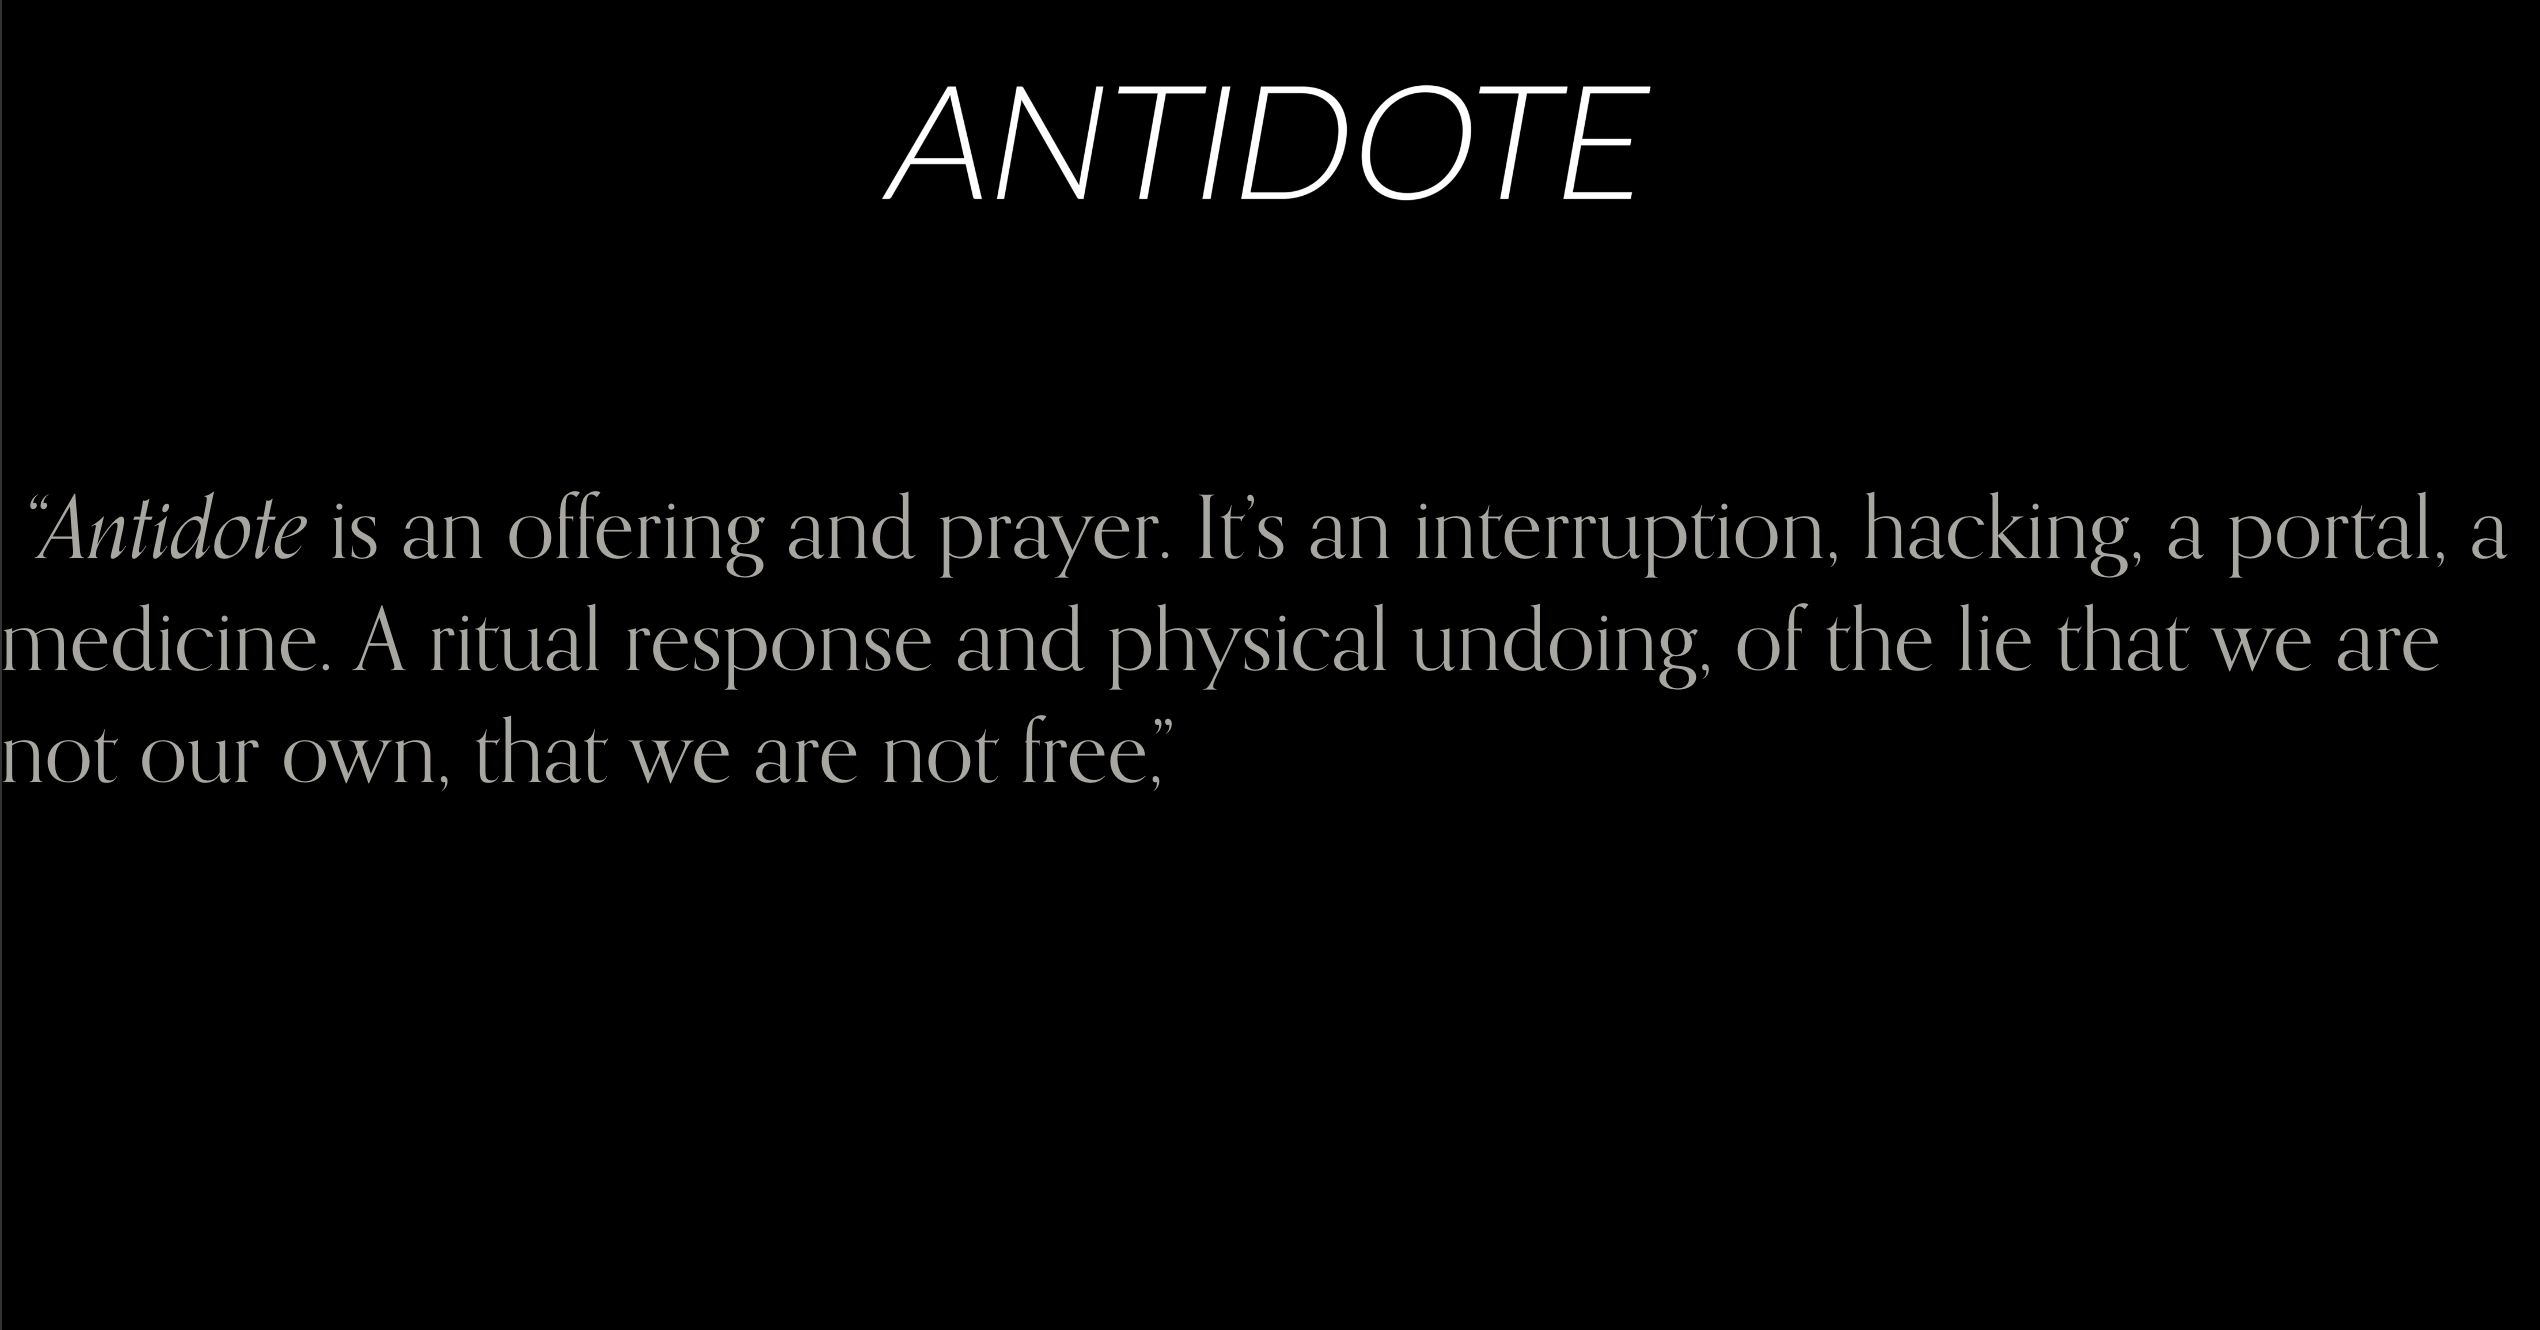 ANTIDOTE
“Antidote is an offering and prayer. It’s an interruption, hacking, a portal, a
medicine. A ritual response and physical undoing, of the lie that we are
not our own, that we are not free,”